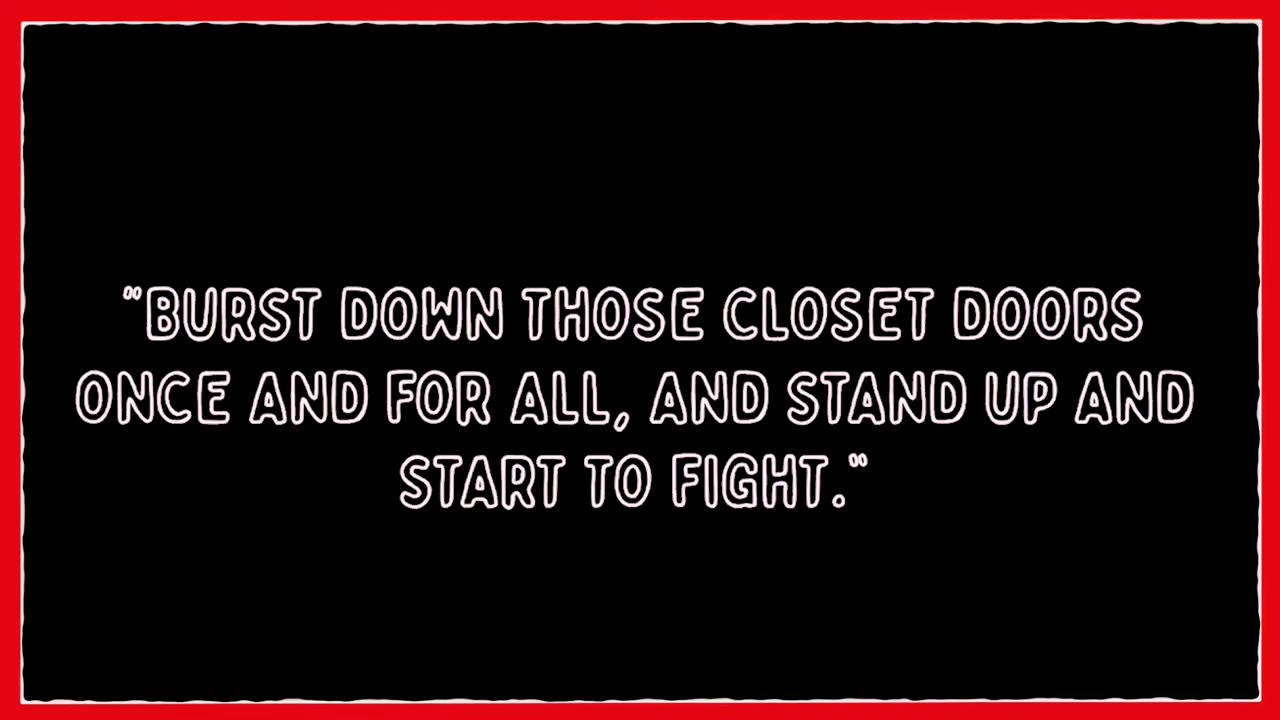 "BURST DOWN THOSE CLOSET DOORS
ONCE AND FOR ALL, AND STAND UP AND
START TO FIGHT."